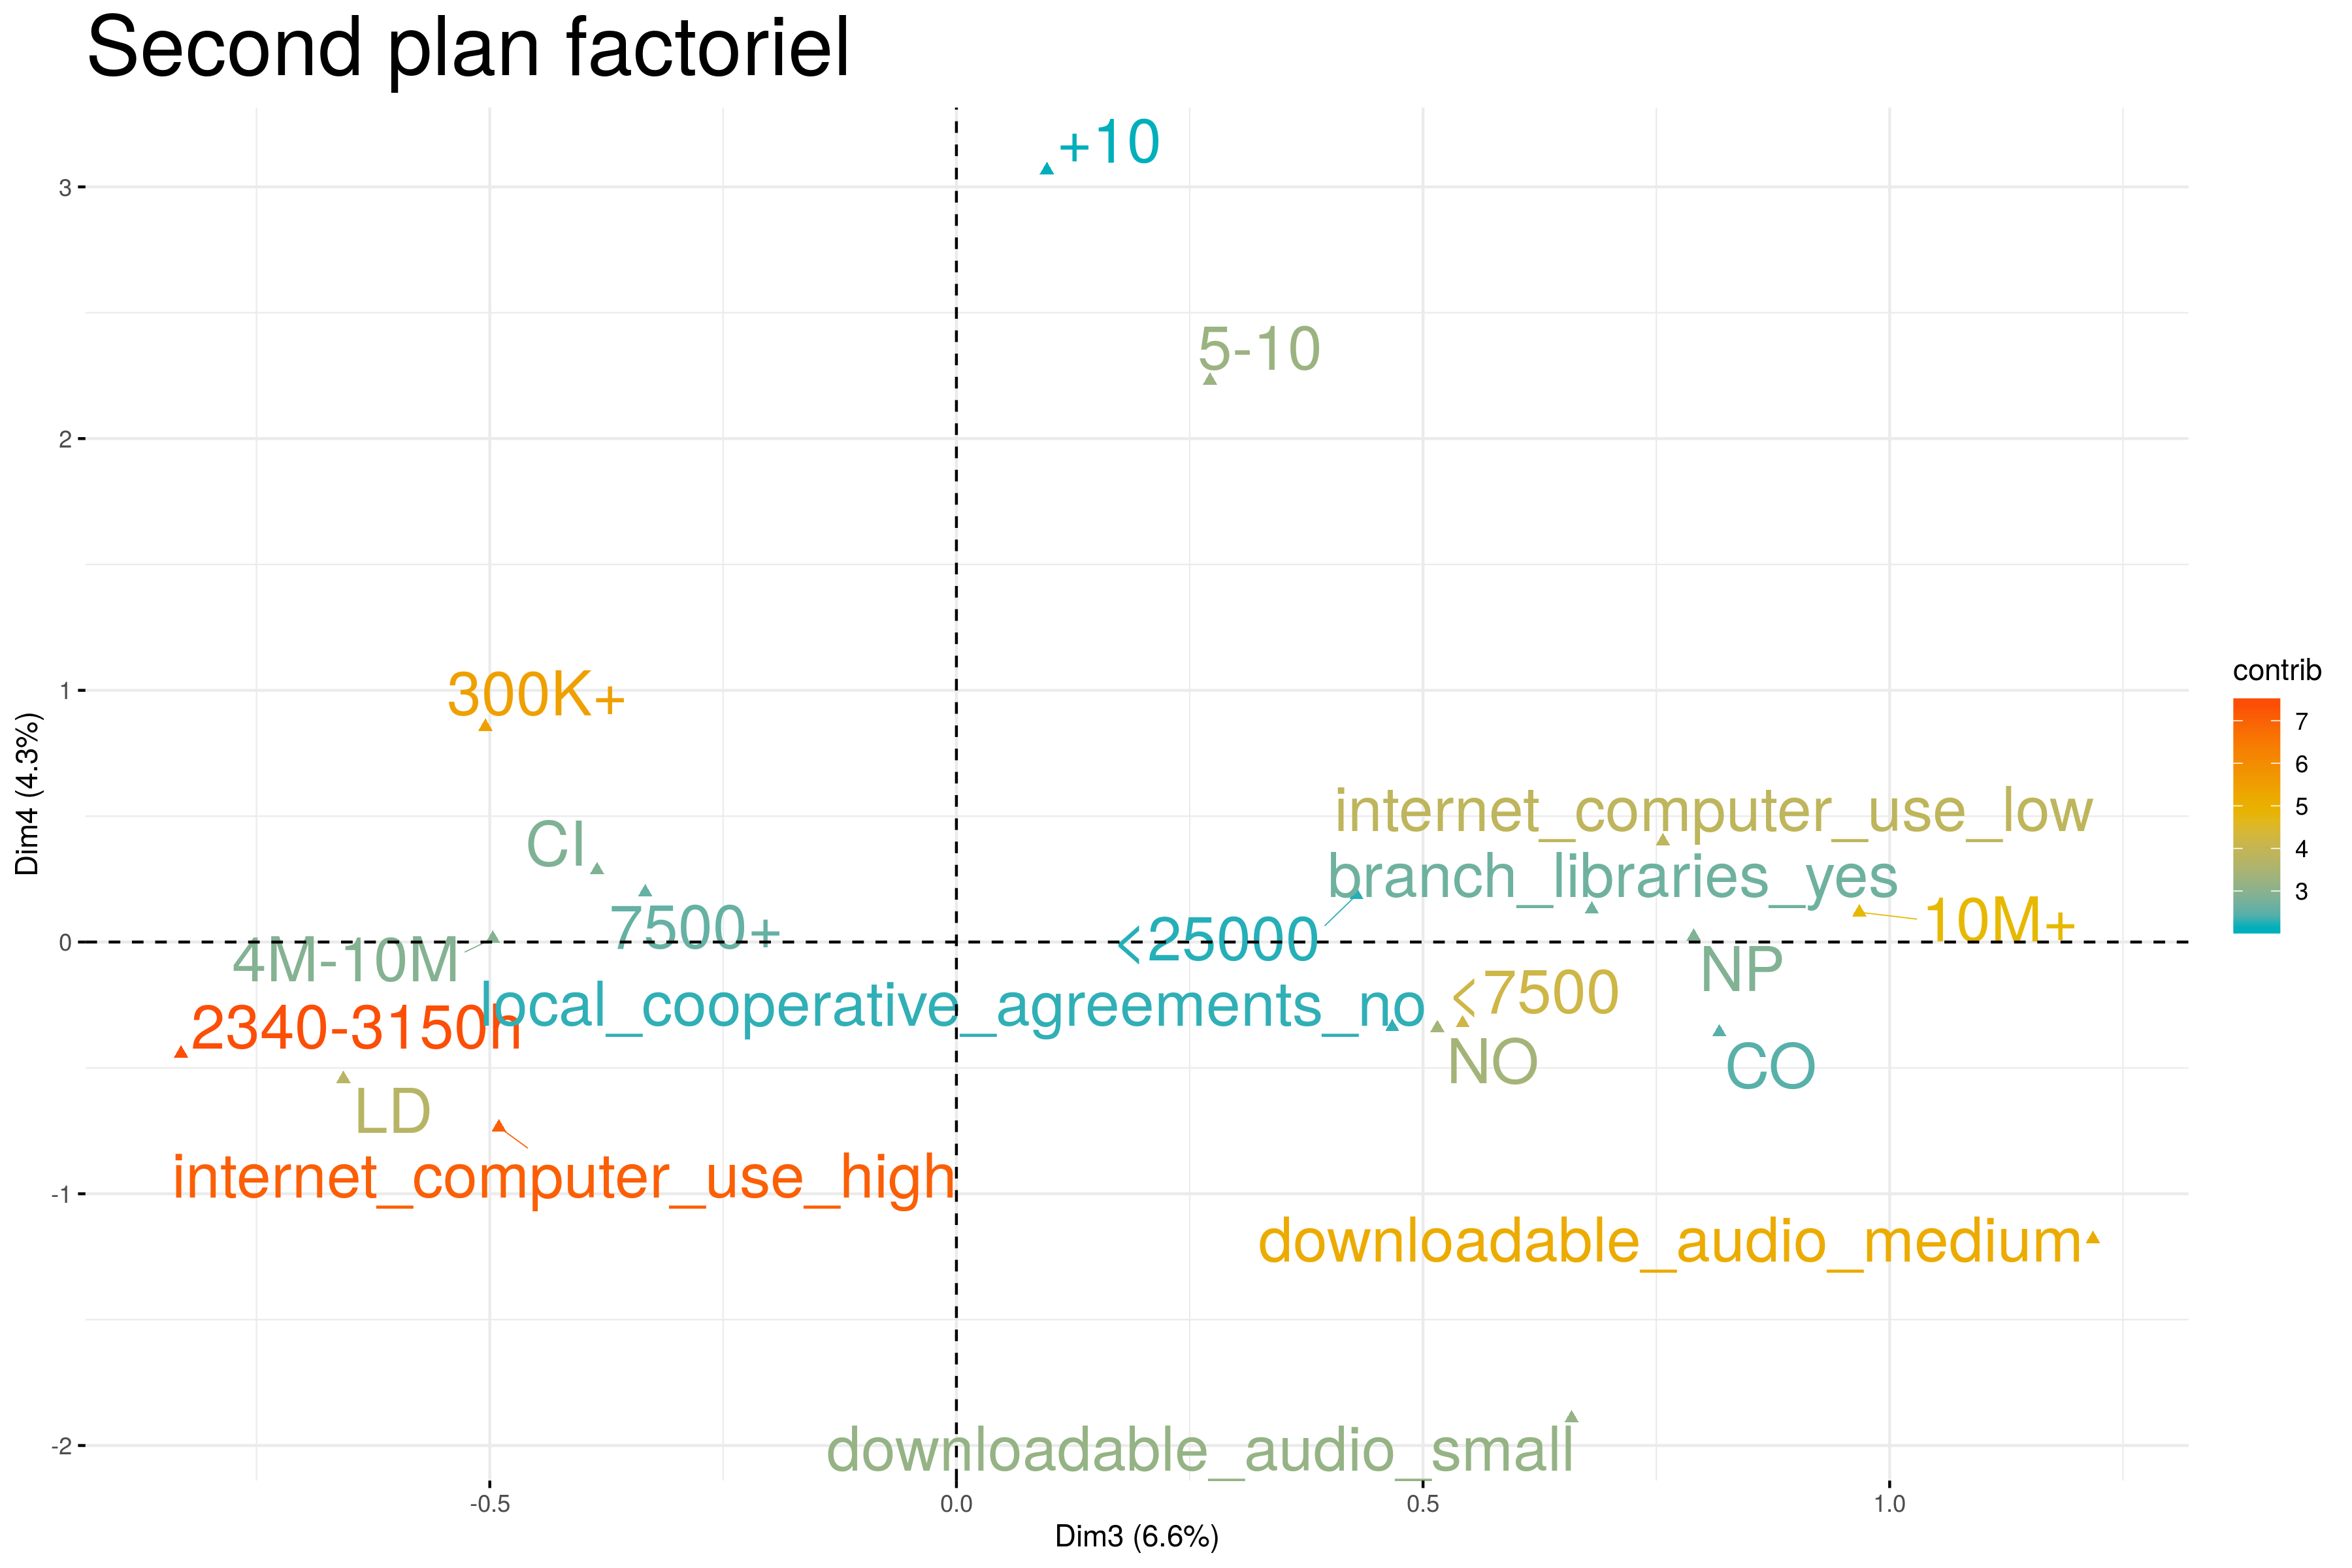 Second plan factoriel
+10
3
5-10
2
300K+
1
contrib
7
6
5
4
3
internet_computer_use_low
CI
branch_libraries_yes
7500+
<25000
10M+
0
4M-10M
NP
2340-3150h
local_cooperative_agreements_no
<7500
NO
CO
LD
internet_computer_use_high
-1
downloadable_audio_medium
downloadable_audio_small
-2
Dim4 (4.3%)
-0.5
0.0
0.5
1.0
Dim3 (6.6%)